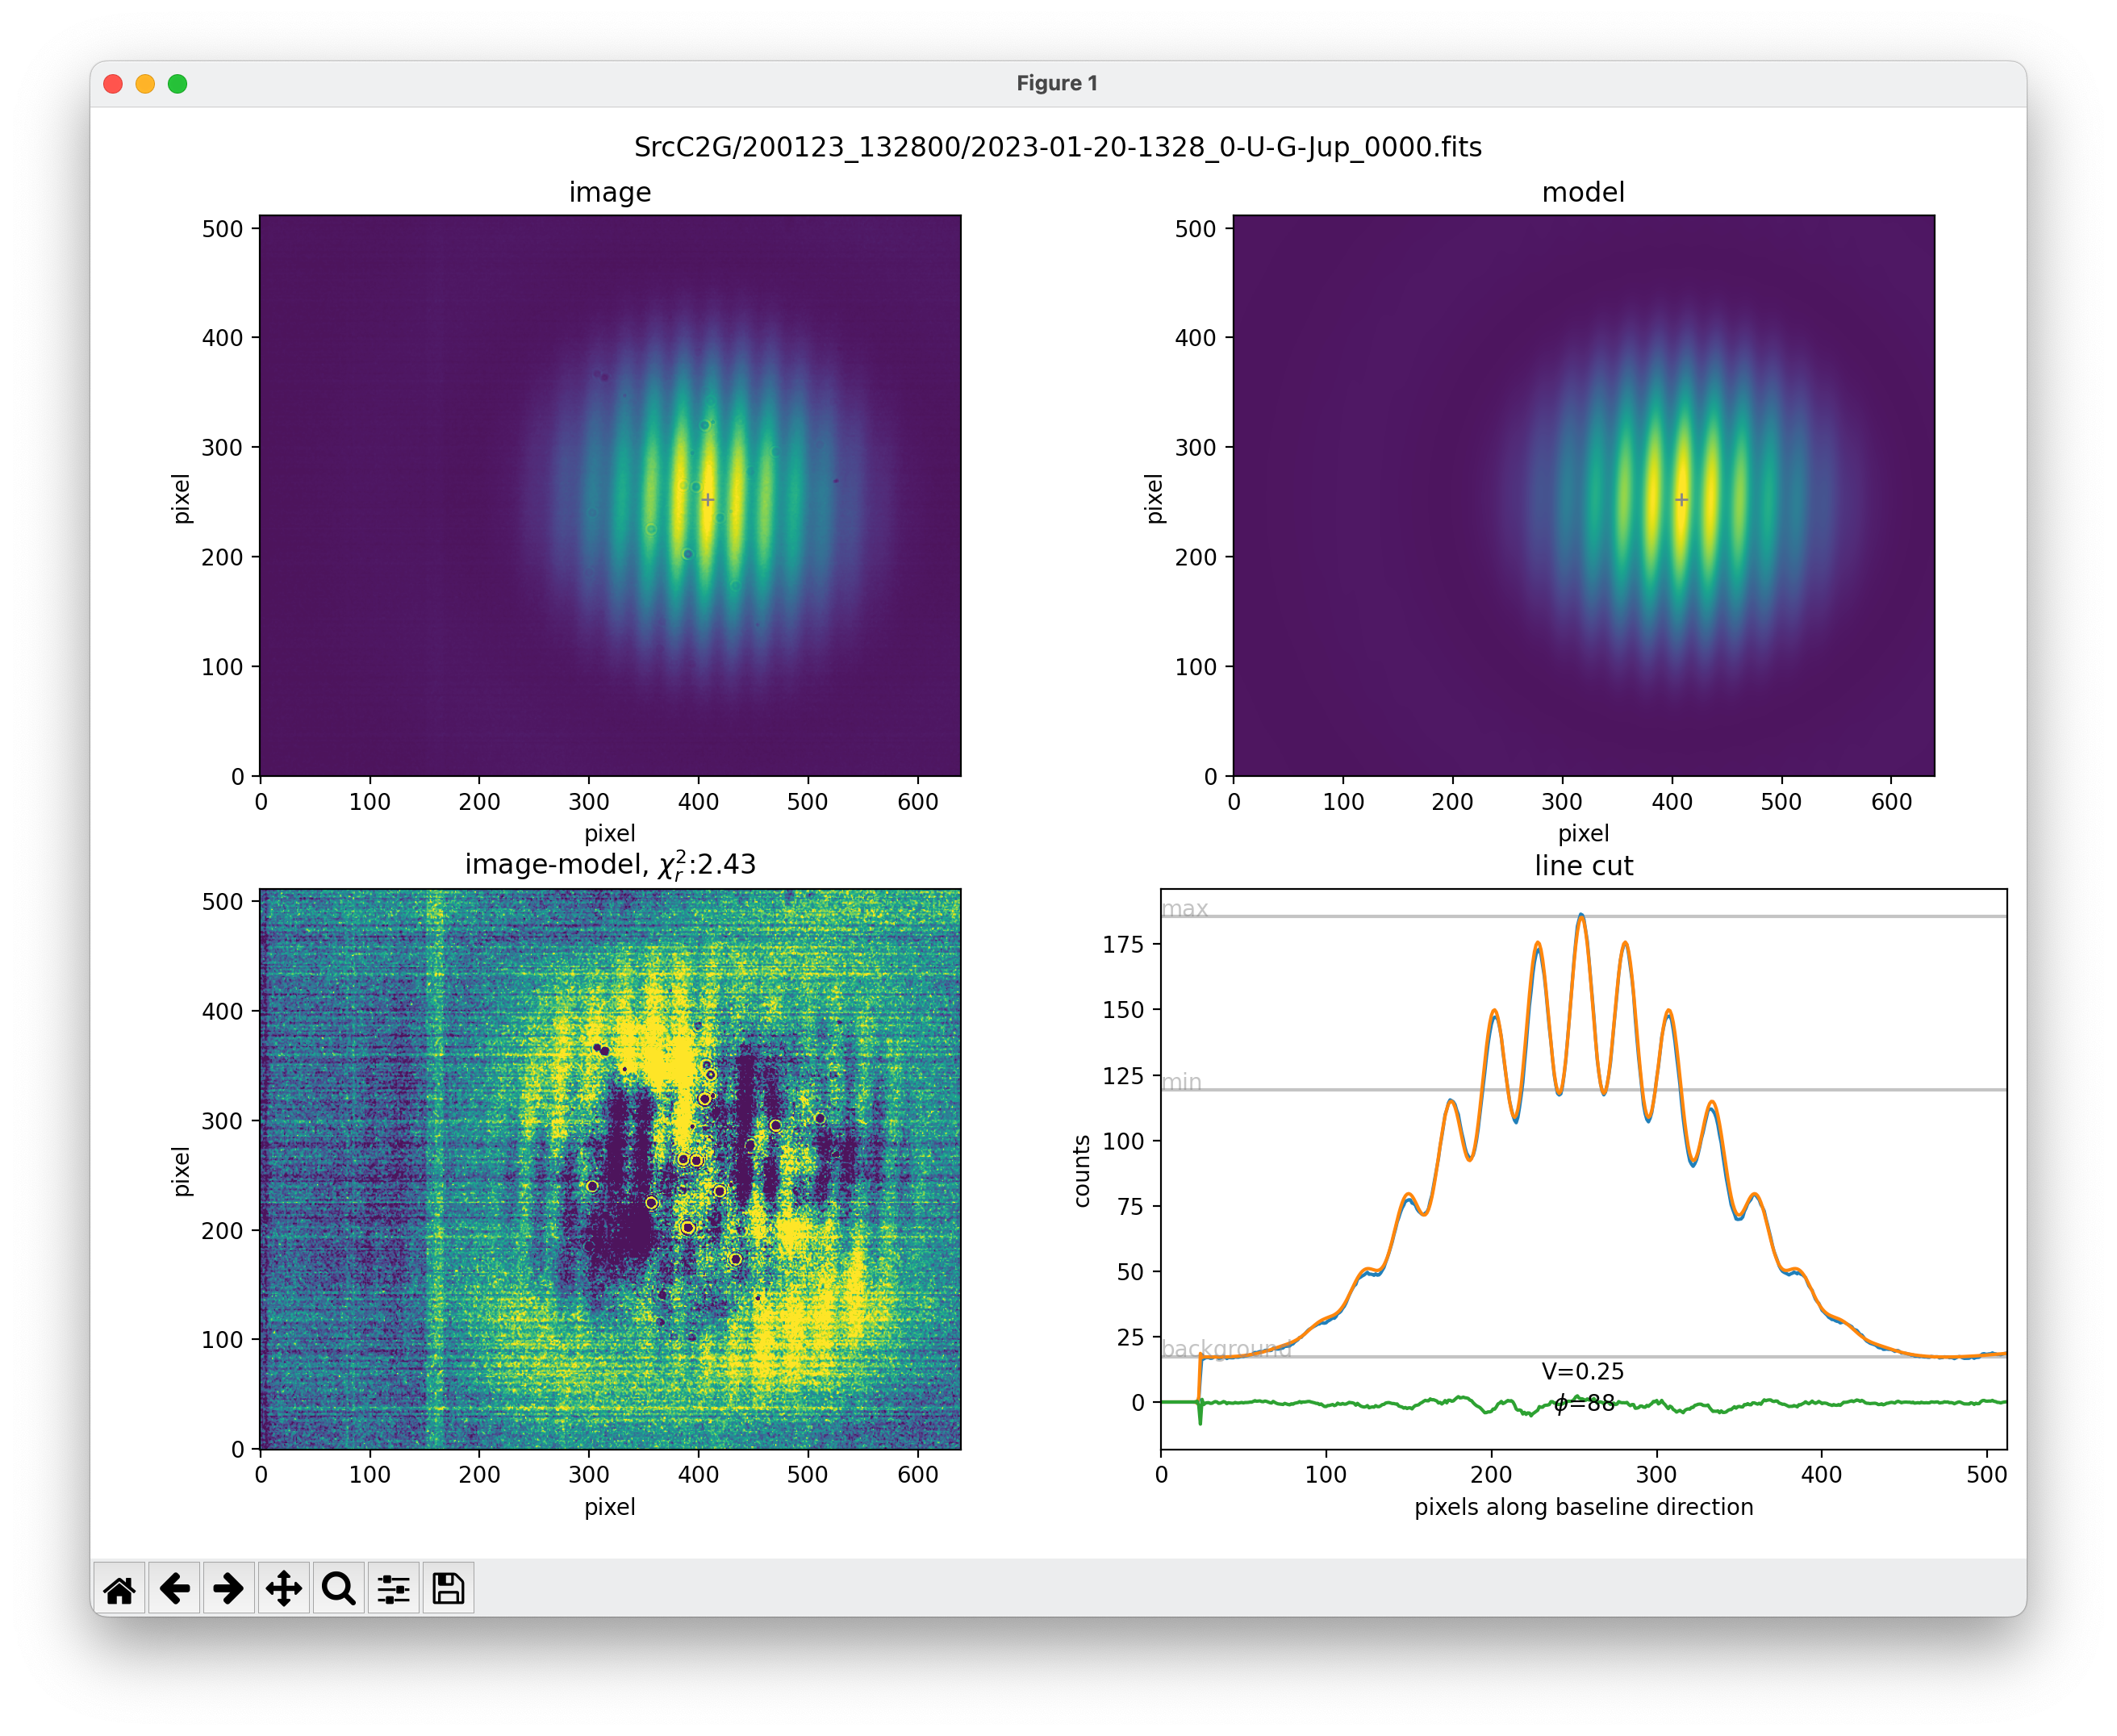 Figure 1
SrcC2G/200123_132800/2023-01-20-1328_0-U-G-Jup_0000.fits
image
500
400
300
200
100
0
pixel
0 100 200 300 400 500 600
pixel
model
500
400
300
200
100
0
pixel
0 100 200 300 400 500 600
pixel
image-model, χ²ᵣ:2.43
500
400
300
200
100
0
pixel
0 100 200 300 400 500 600
pixel
line cut
max
min
background
175
150
125
100
75
50
25
0
counts
V=0.25
ϕ=88
0 100 200 300 400 500
pixels along baseline direction